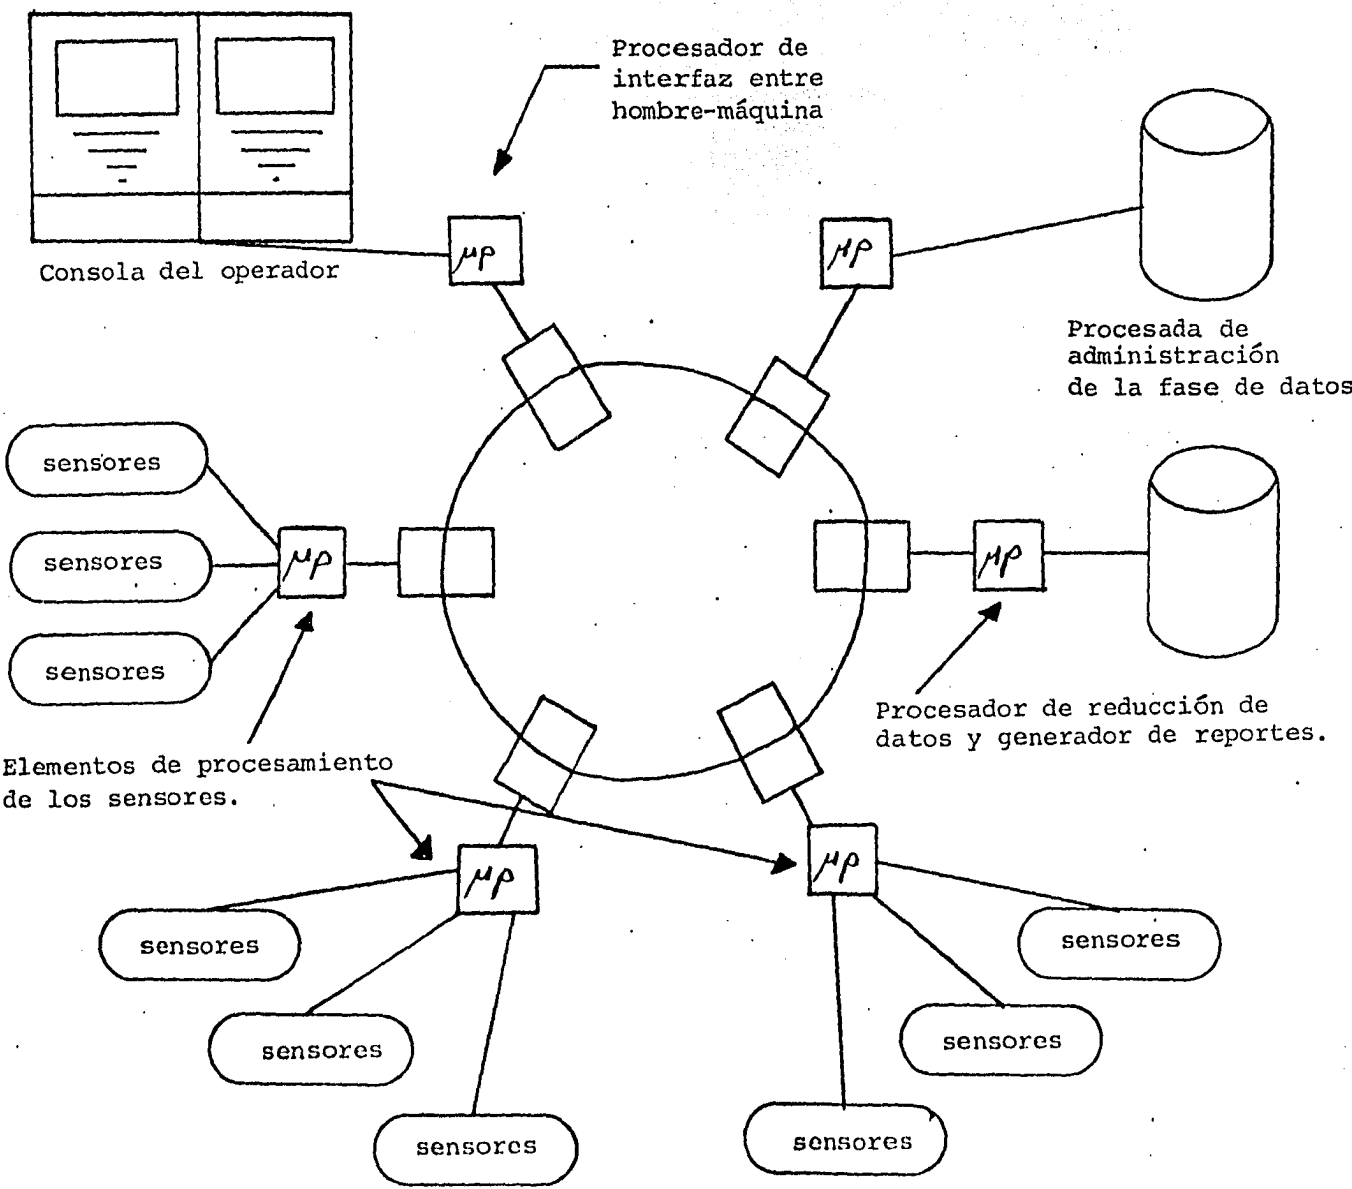 Procesador de
interfaz entre
hombre-máquina
μp
μp
Consola del operador
Procesada de
administración
de la fase de datos
sensores
sensores
sensores
μp
μp
Procesador de reducción de
datos y generador de reportes.
Elementos de procesamiento
de los sensores.
μp
μp
sensores
sensores
sensores
sensores
sensores
sensores